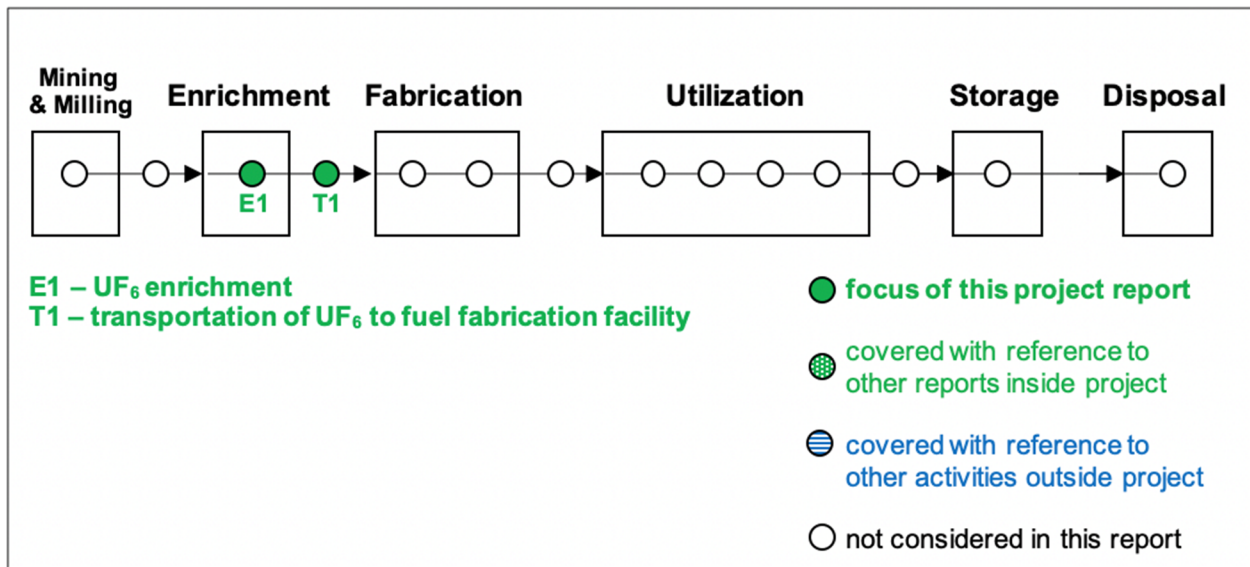 Mining
& Milling
Enrichment
Fabrication
Utilization
Storage
Disposal
E1
T1
E1 – UF₆ enrichment
T1 – transportation of UF₆ to fuel fabrication facility
focus of this project report
covered with reference to
other reports inside project
covered with reference to
other activities outside project
not considered in this report